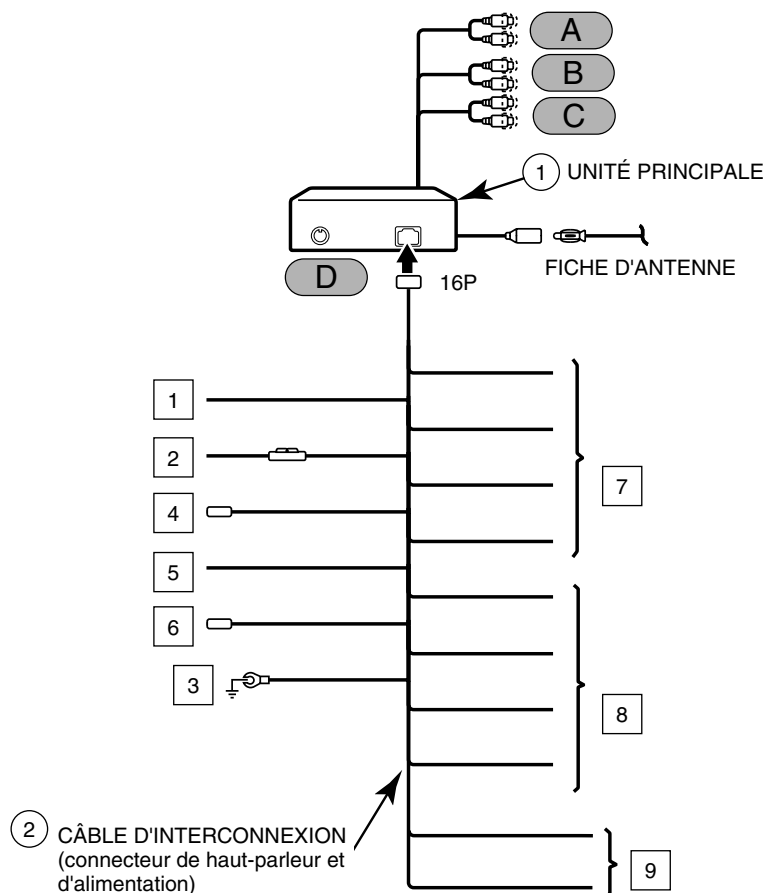 A
B
C
1 UNITÉ PRINCIPALE
FICHE D'ANTENNE
D
16P
1
2
4
5
6
3
7
8
9
2 CÂBLE D'INTERCONNEXION
(connecteur de haut-parleur et
d'alimentation)